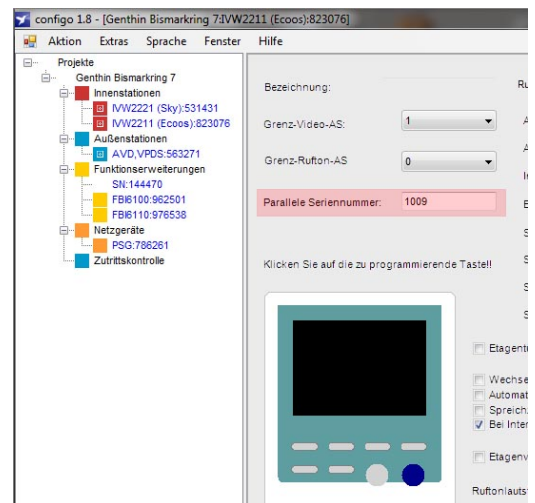 configo 1.8 - [Genthin Bismarkring 7:IVW2211 (Ecoos):823076]
Aktion Extras Sprache Fenster Hilfe
Projekte
Genthin Bismarkring 7
Innenstationen
IVW2221 (Sky):531431
IVW2211 (Ecoos):823076
Außenstationen
AVD,VPDS:563271
Funktionserweiterungen
SN:144470
FBI6100:962501
FBI6110:976538
Netzgeräte
PSG:786261
Zutrittskontrolle
Bezeichnung:
Grenz-Video-AS: 1
Grenz-Rufton-AS 0
Parallele Seriennummer: 1009
Klicken Sie auf die zu programmierende Taste!!
Etagent
Wechse
Automat
Spreich
Bei Inter
Etagenv
Ruftonlauts